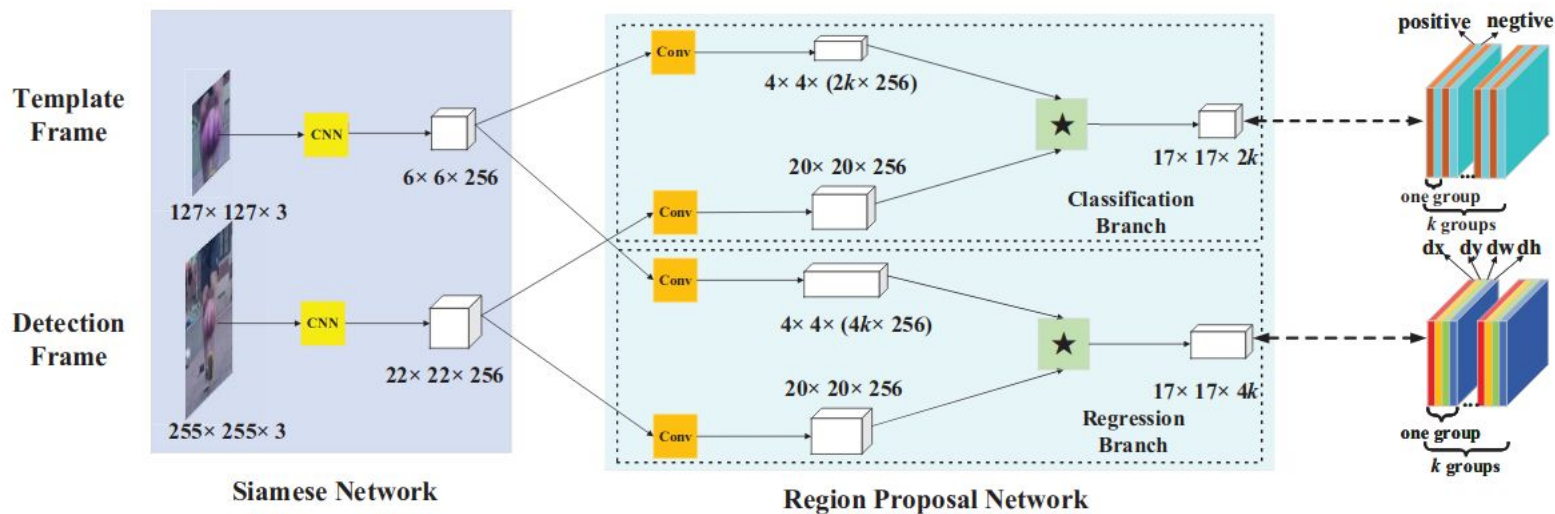 Template
Frame
CNN
6× 6× 256
127× 127× 3
Detection
Frame
CNN
22× 22× 256
255× 255× 3
Siamese Network
Conv
4× 4× (2k× 256)
★
17× 17× 2k
20× 20× 256
Conv
Classification
Branch
Conv
4× 4× (4k× 256)
★
17× 17× 4k
20× 20× 256
Conv
Regression
Branch
Region Proposal Network
positive negtive
...
one group
k groups
dx dy dw dh
...
one group
k groups